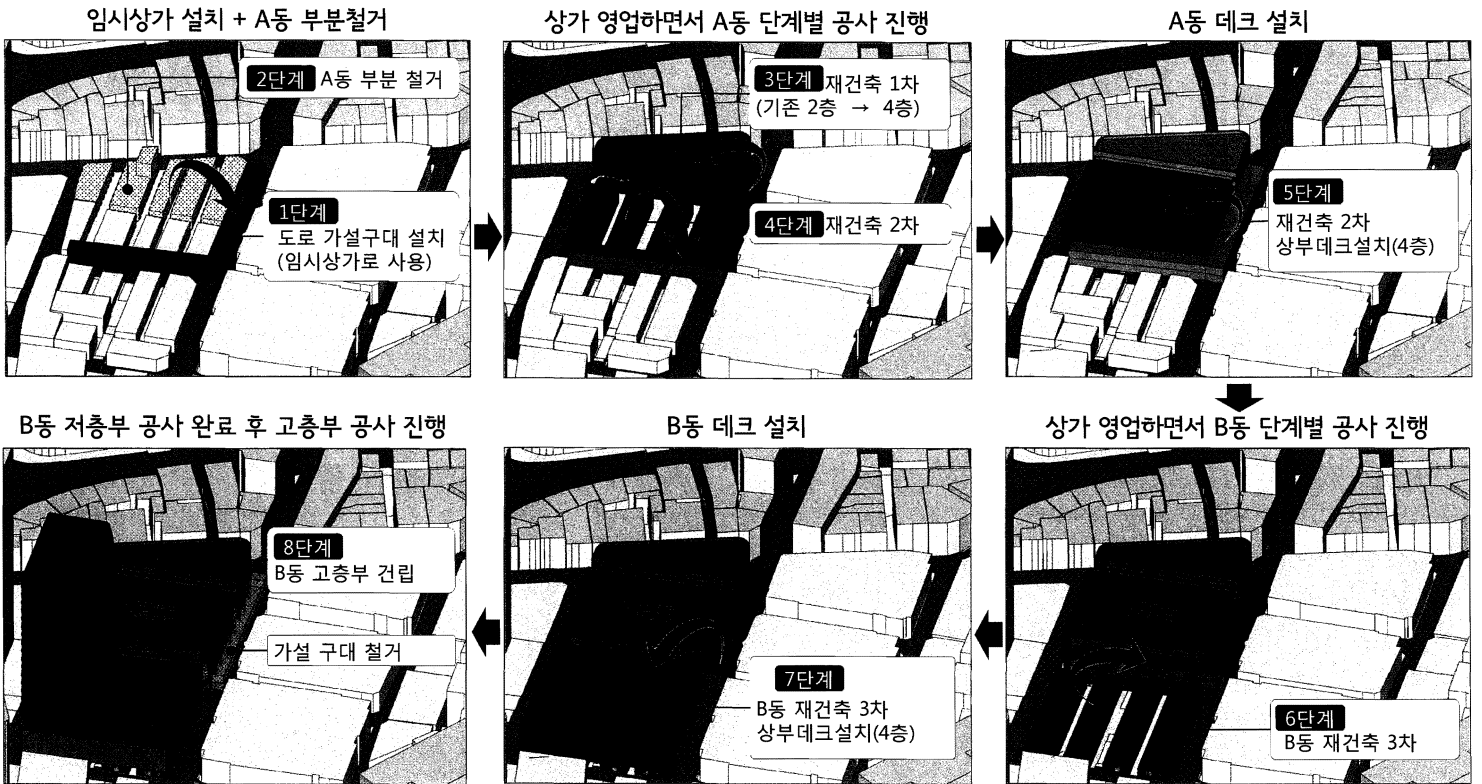 임시상가 설치 + A동 부분철거
2단계 A동 부분 철거
1단계
도로 가설구대 설치
(임시상가로 사용)
상가 영업하면서 A동 단계별 공사 진행
3단계 재건축 1차
(기존 2층 → 4층)
4단계 재건축 2차
A동 데크 설치
5단계
재건축 2차
상부데크설치(4층)
B동 저층부 공사 완료 후 고층부 공사 진행
8단계
B동 고층부 건립
가설 구대 철거
B동 데크 설치
7단계
B동 재건축 3차
상부데크설치(4층)
상가 영업하면서 B동 단계별 공사 진행
6단계
B동 재건축 3차